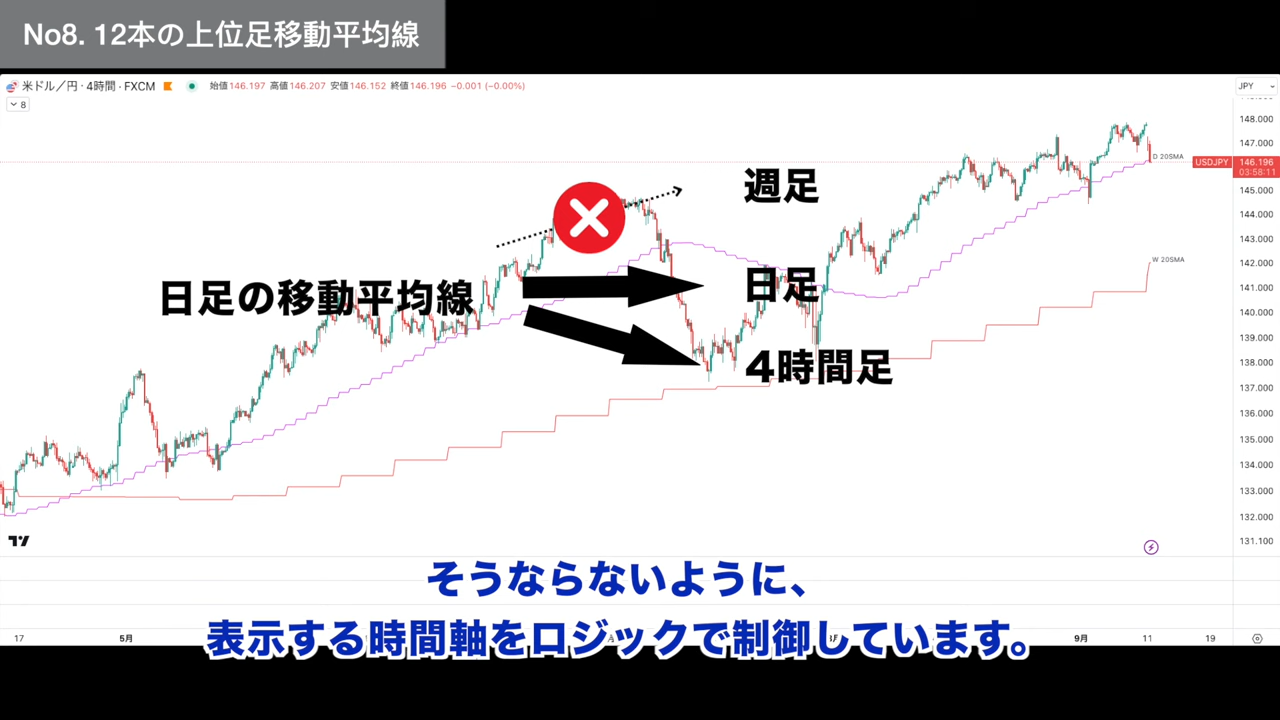 No8. 12本の上位足移動平均線
米ドル／円・4時間・FXCM 始値146.197 高値146.207 安値146.152 終値146.196 −0.001 (−0.00%)
JPY
8
148.000
147.000
D 20SMA
USDJPY 146.196
03:58:11
145.000
144.000
143.000
142.000
141.000
140.000
139.000
138.000
137.000
136.000
135.000
134.000
133.000
132.000
131.100
W 20SMA
週足
日足の移動平均線
日足
4時間足
そうならないように、
表示する時間軸をロジックで制御しています。
17
5月
9月
11
19